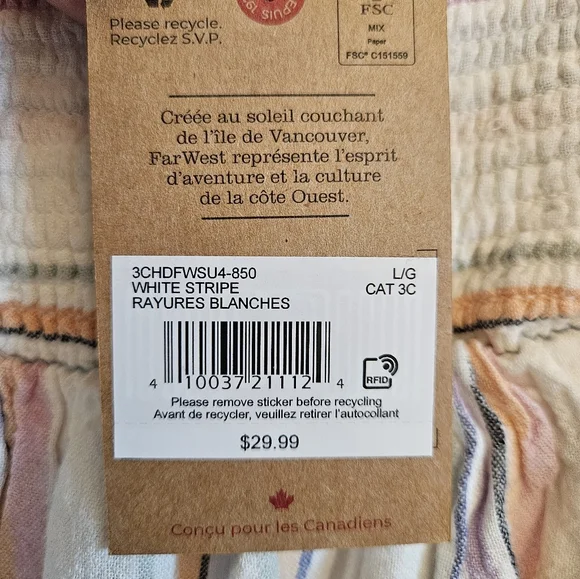 Please recycle.
Recyclez S.V.P.
FSC
MIX
Paper
FSC® C151559
Créée au soleil couchant
de l'île de Vancouver,
FarWest représente l'esprit
d'aventure et la culture
de la côte Ouest.
3CHDFWSU4-850
L/G
WHITE STRIPE
CAT 3C
RAYURES BLANCHES
4 10037 21112 4
RFID
Please remove sticker before recycling
Avant de recycler, veuillez retirer l'autocollant
$29.99
Conçu pour les Canadiens